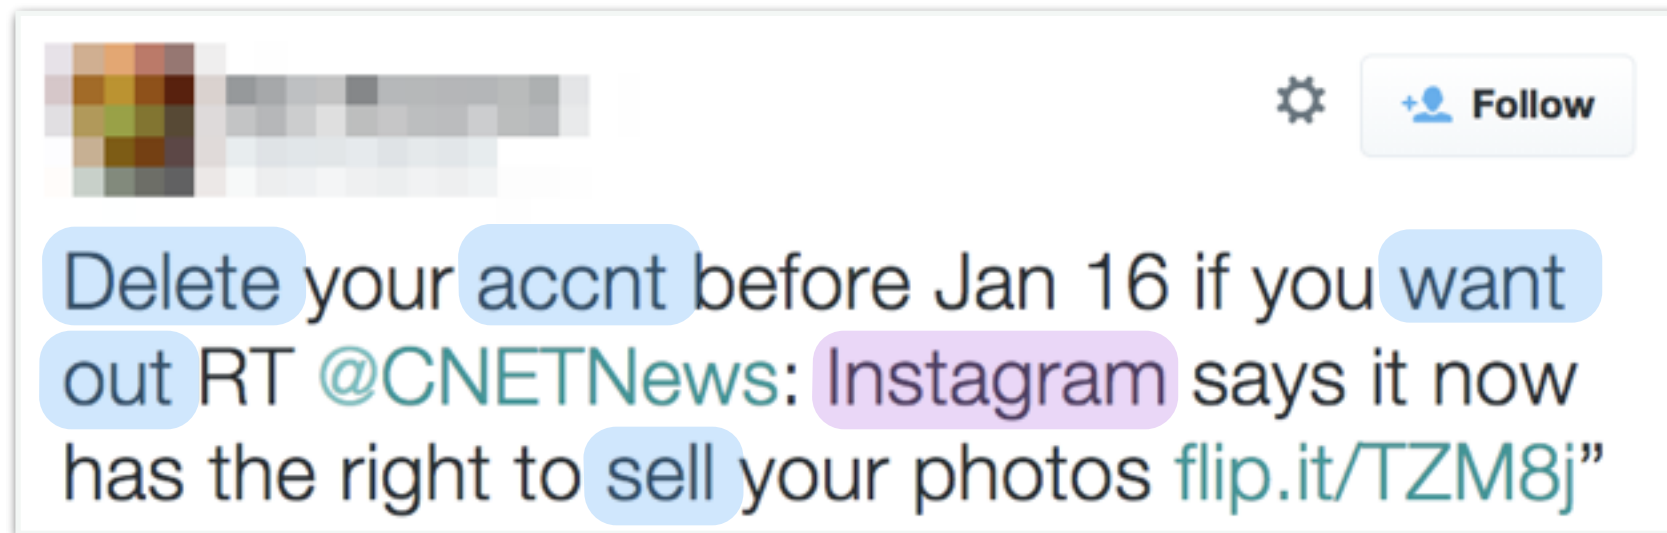 Follow
Delete your accnt before Jan 16 if you want
out RT @CNETNews: Instagram says it now
has the right to sell your photos flip.it/TZM8j”